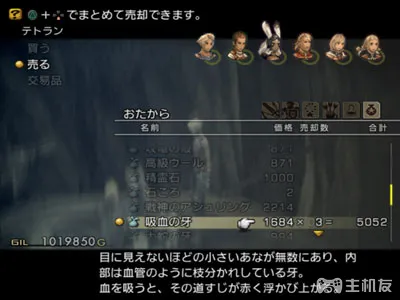 でまとめて売却できます。
テトラン
買う
売る
交易品
おたから
名前 価格 売却数 合計
高級ウール 871
精霊石 1000
石ころ 2
戦神のアジャリング 2214
吸血の牙 1684× 3= 5052
GIL 1019850G
目に見えないほどの小さいあなが無数にあり、内
部は血管のように枝分かれしている牙。
血を吸うと、その道すじが赤く浮かび上がる
主机友